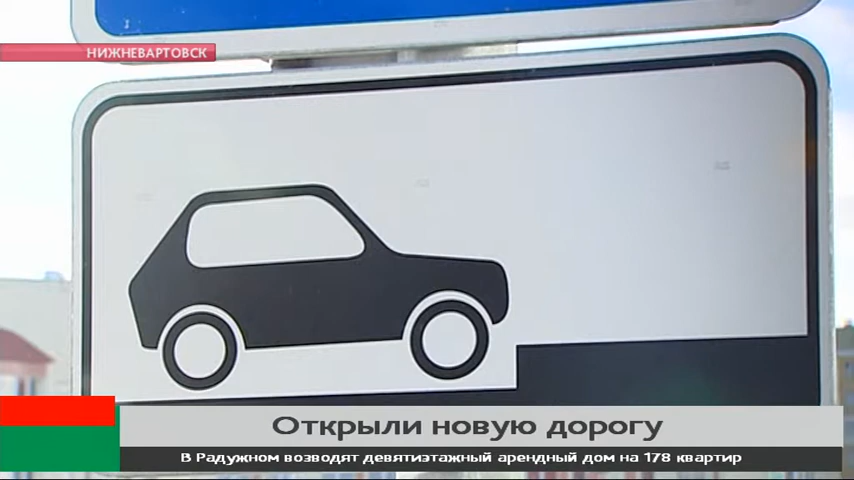 НИЖНЕВАРТОВСК
Открыли новую дорогу
В Радужном возводят девятиэтажный арендный дом на 178 квартир